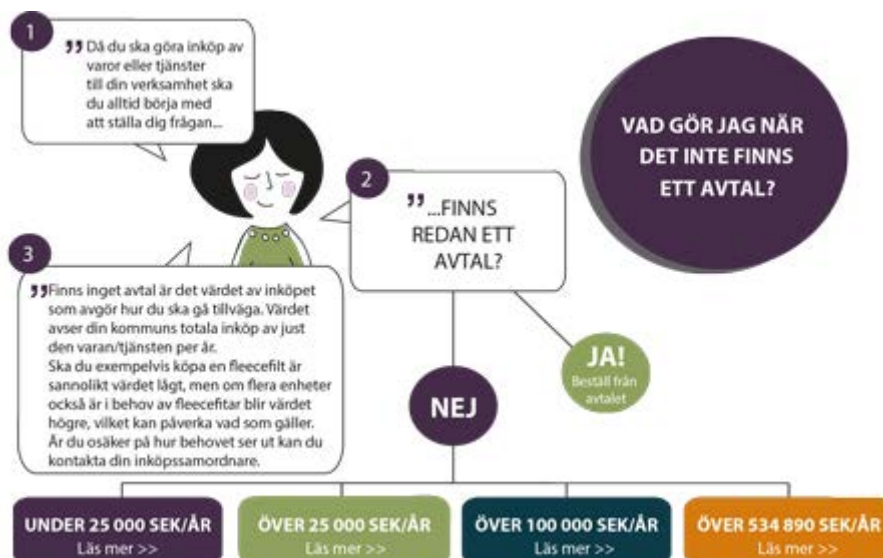 1
”Då du ska göra inköp av
varor eller tjänster
till din verksamhet ska
du alltid börja med
att ställa dig frågan...
VAD GÖR JAG NÄR
DET INTE FINNS
ETT AVTAL?
2
”...FINNS
REDAN ETT
AVTAL?
3
”Finns inget avtal är det värdet av inköpet
som avgör hur du ska gå tillväga. Värdet
avser din kommuns totala inköp av just
den varan/tjänsten per år.
Ska du exempelvis köpa en fleecefilt är
sannolikt värdet lågt, men om flera enheter
också är i behov av fleecefitar blir värdet
högre, vilket kan påverka vad som gäller.
Är du osäker på hur behovet ser ut kan du
kontakta din inköpssamordnare.
JA!
Beställ från
avtalet
NEJ
UNDER 25 000 SEK/ÅR
Läs mer >>
ÖVER 25 000 SEK/ÅR
Läs mer >>
ÖVER 100 000 SEK/ÅR
Läs mer >>
ÖVER 534 890 SEK/ÅR
Läs mer >>